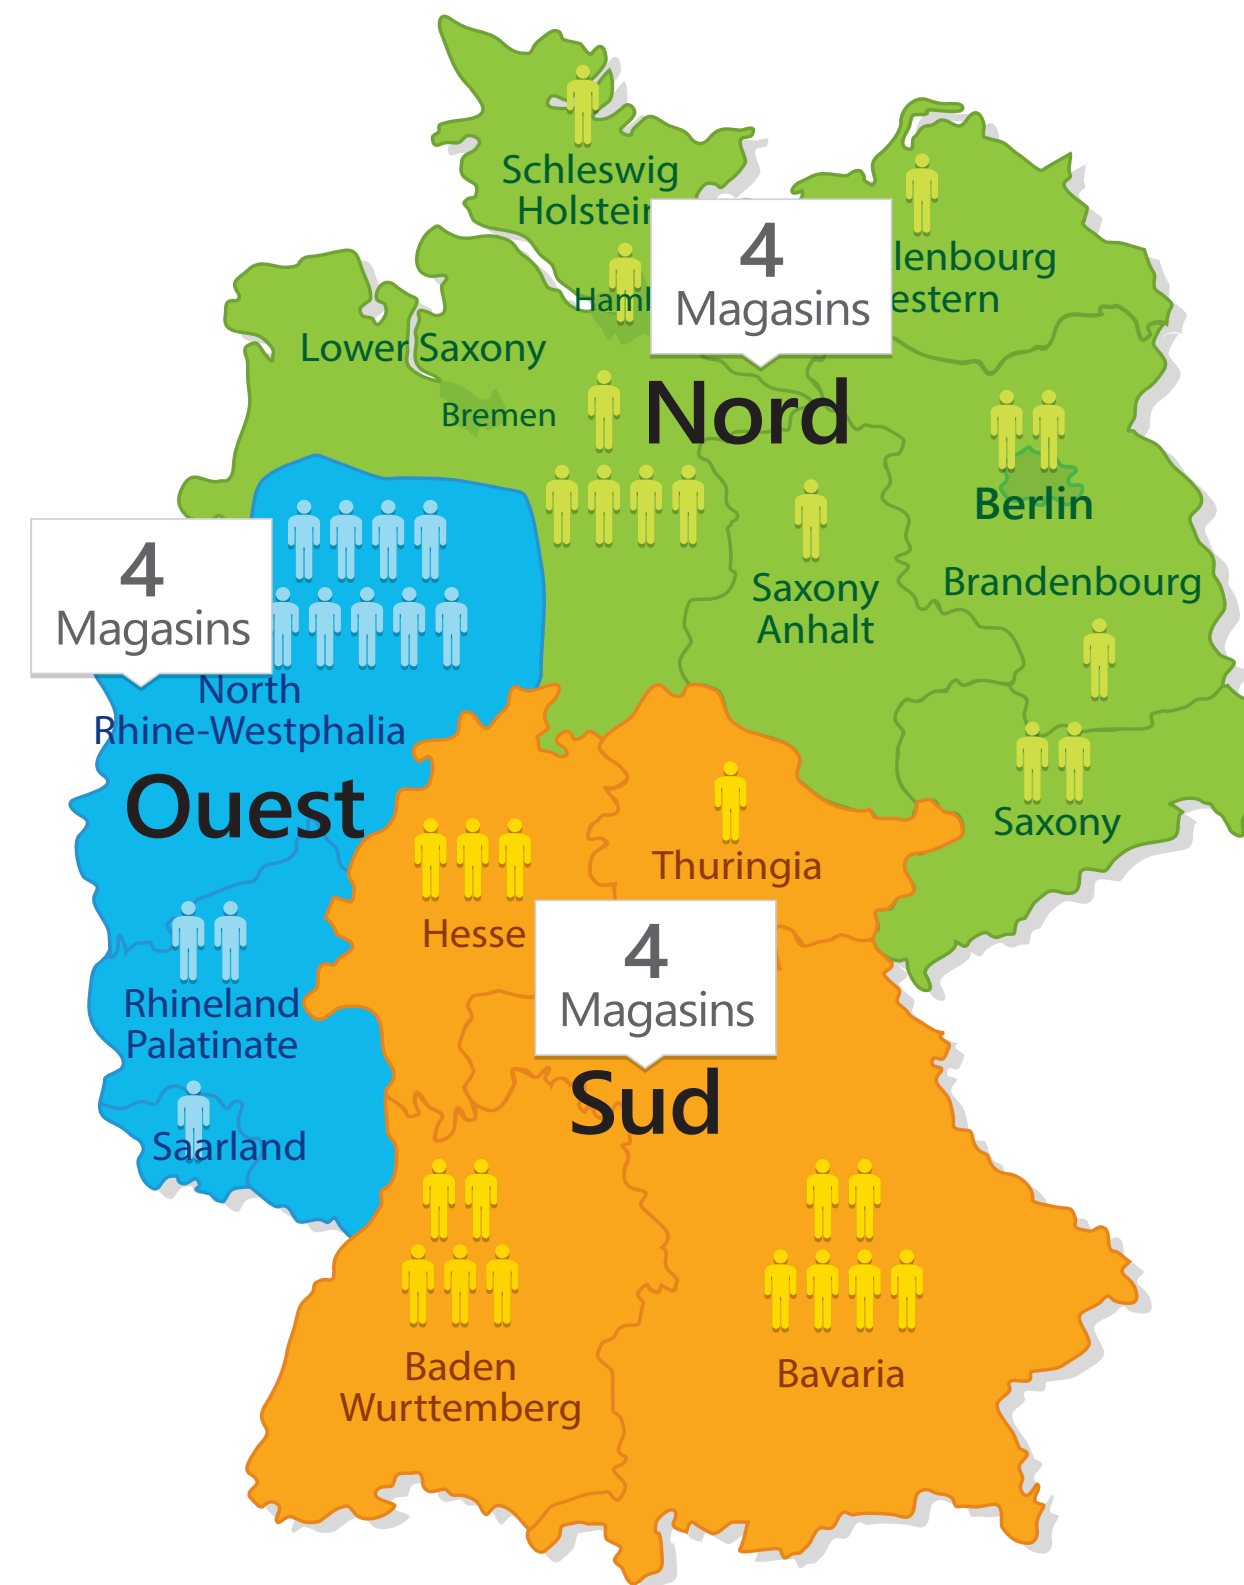 Schleswig
Holstein
4
Magasins
lenbourg
estern
Haml
Lower Saxony
Bremen
Nord
Berlin
Saxony
Anhalt
Brandenbourg
4
Magasins
North
Rhine-Westphalia
Ouest
Saxony
Thuringia
Hesse
4
Magasins
Rhineland
Palatinate
Sud
Saarland
Baden
Wurttemberg
Bavaria